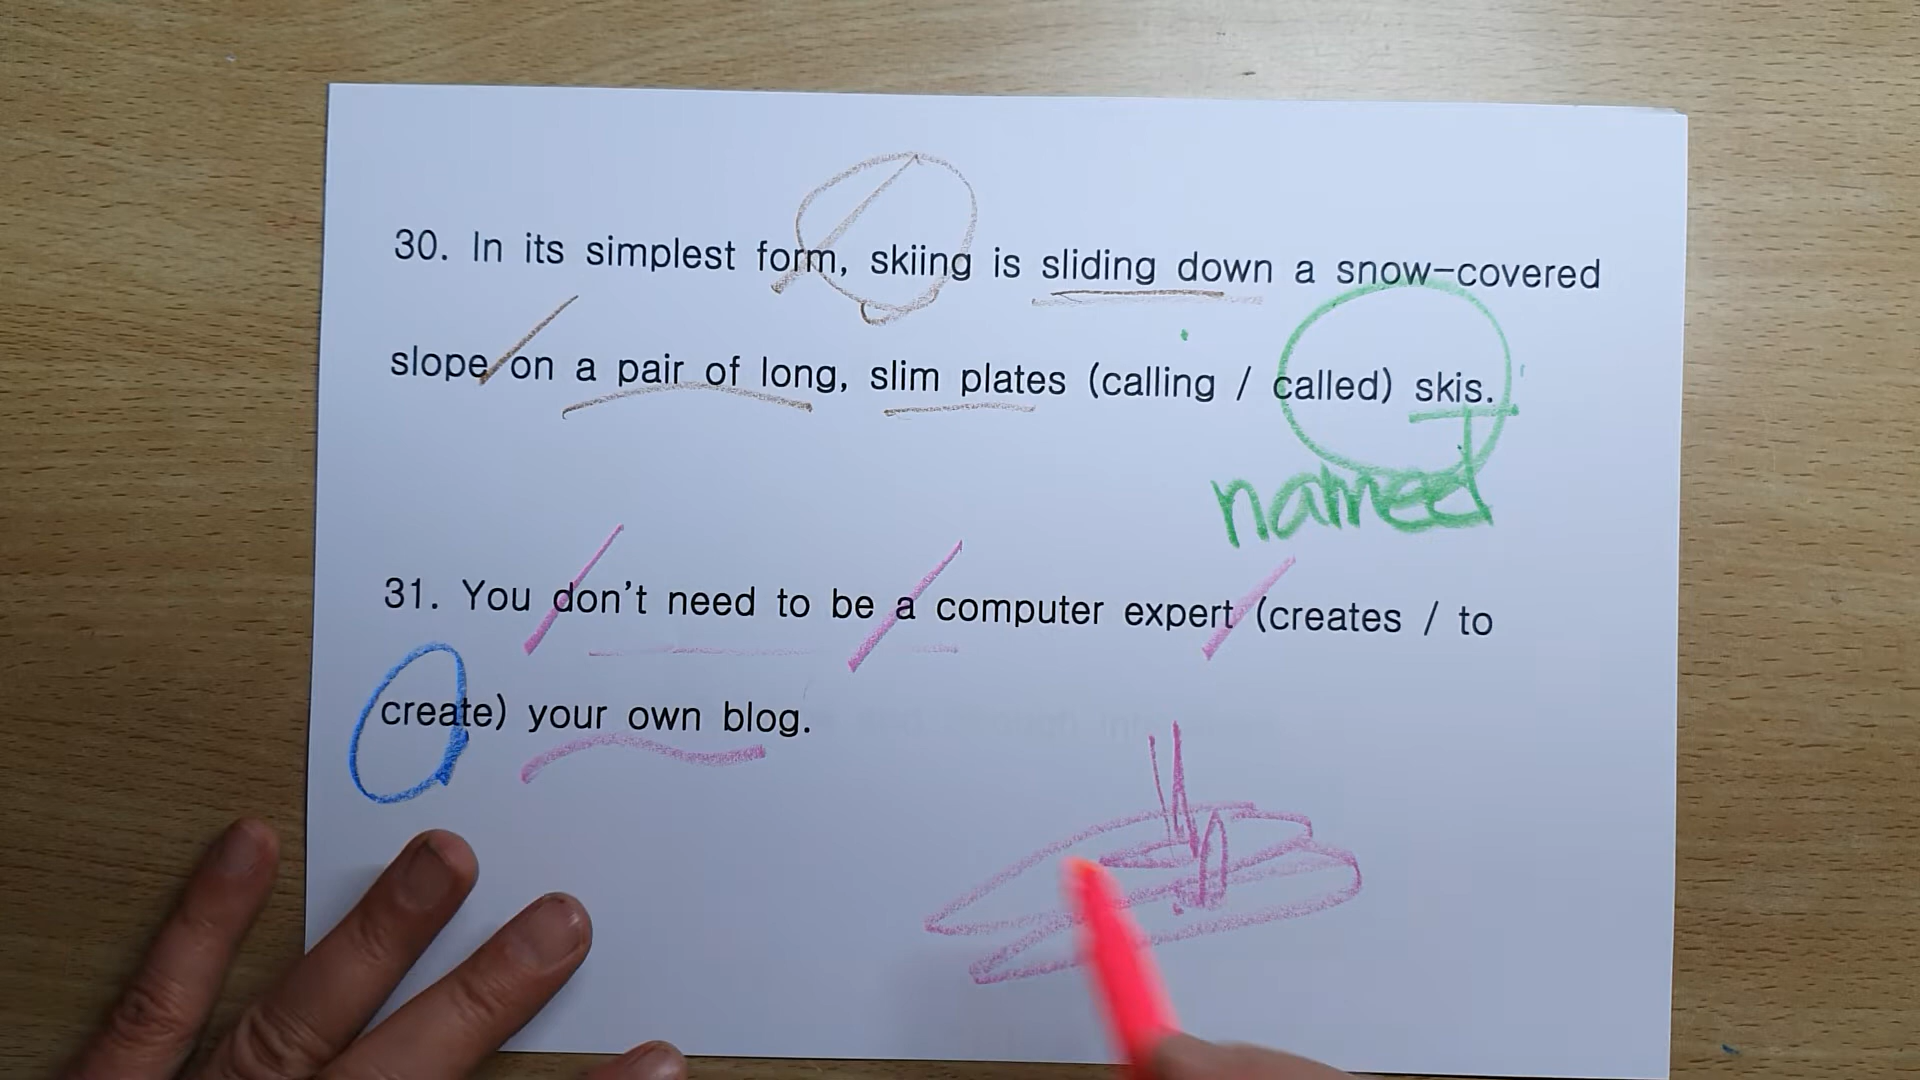 30. In its simplest form, skiing is sliding down a snow-covered
slope on a pair of long, slim plates (calling / called) skis.
named
31. You don't need to be a computer expert (creates / to
create) your own blog.